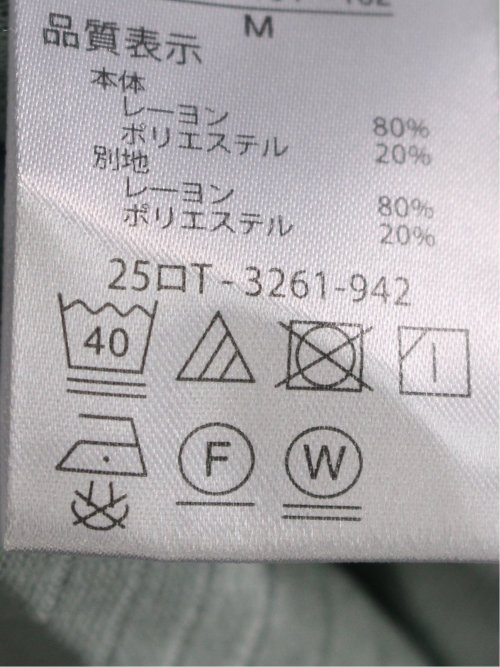 M
品質表示
本体
レーヨン 80%
ポリエステル 20%
別地
レーヨン 80%
ポリエステル 20%
25ロT-3261-942
40
F W